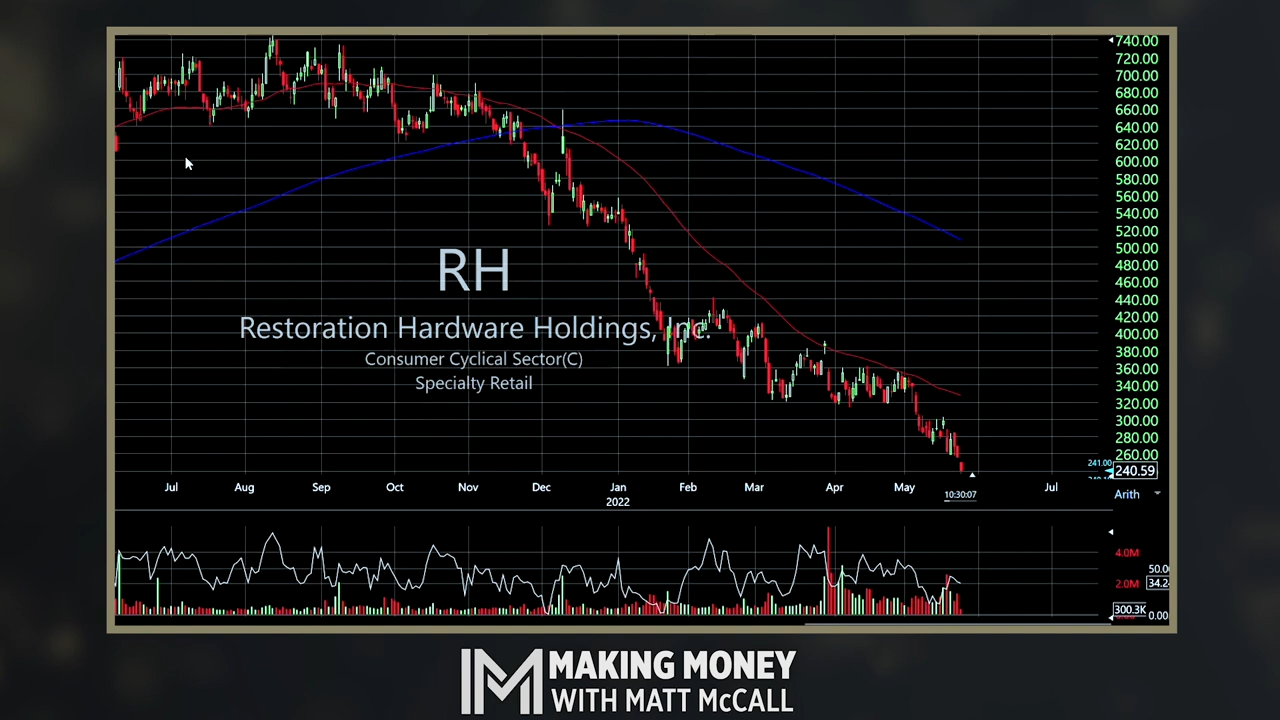 740.00
720.00
700.00
680.00
660.00
640.00
620.00
600.00
580.00
560.00
540.00
520.00
500.00
480.00
460.00
440.00
420.00
400.00
380.00
360.00
340.00
320.00
300.00
280.00
260.00
241.00
240.59
RH
Restoration Hardware Holdings, Inc.
Consumer Cyclical Sector(C)
Specialty Retail
Jul Aug Sep Oct Nov Dec Jan Feb Mar Apr May Jul
2022
10:30:07
Arith
4.0M
50.0
2.0M
34.2
300.3K
0.00
MAKING MONEY
WITH MATT McCALL